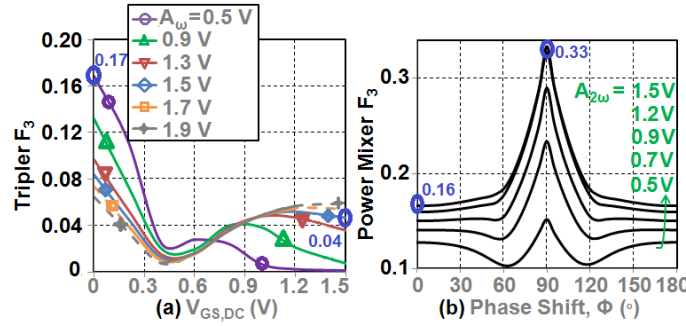 Tripler F3
0.20
0.16
0.12
0.08
0.04
0
0.17
Aω = 0.5 V
0.9 V
1.3 V
1.5 V
1.7 V
1.9 V
0.04
0 0.3 0.6 0.9 1.2 1.5
(a) VGS,DC (V)
Power Mixer F3
0.3
0.2
0.1
0.33
0.16
A2ω = 1.5V
1.2V
0.9V
0.7V
0.5V
0 30 60 90 120 150 180
(b) Phase Shift, Φ (°)